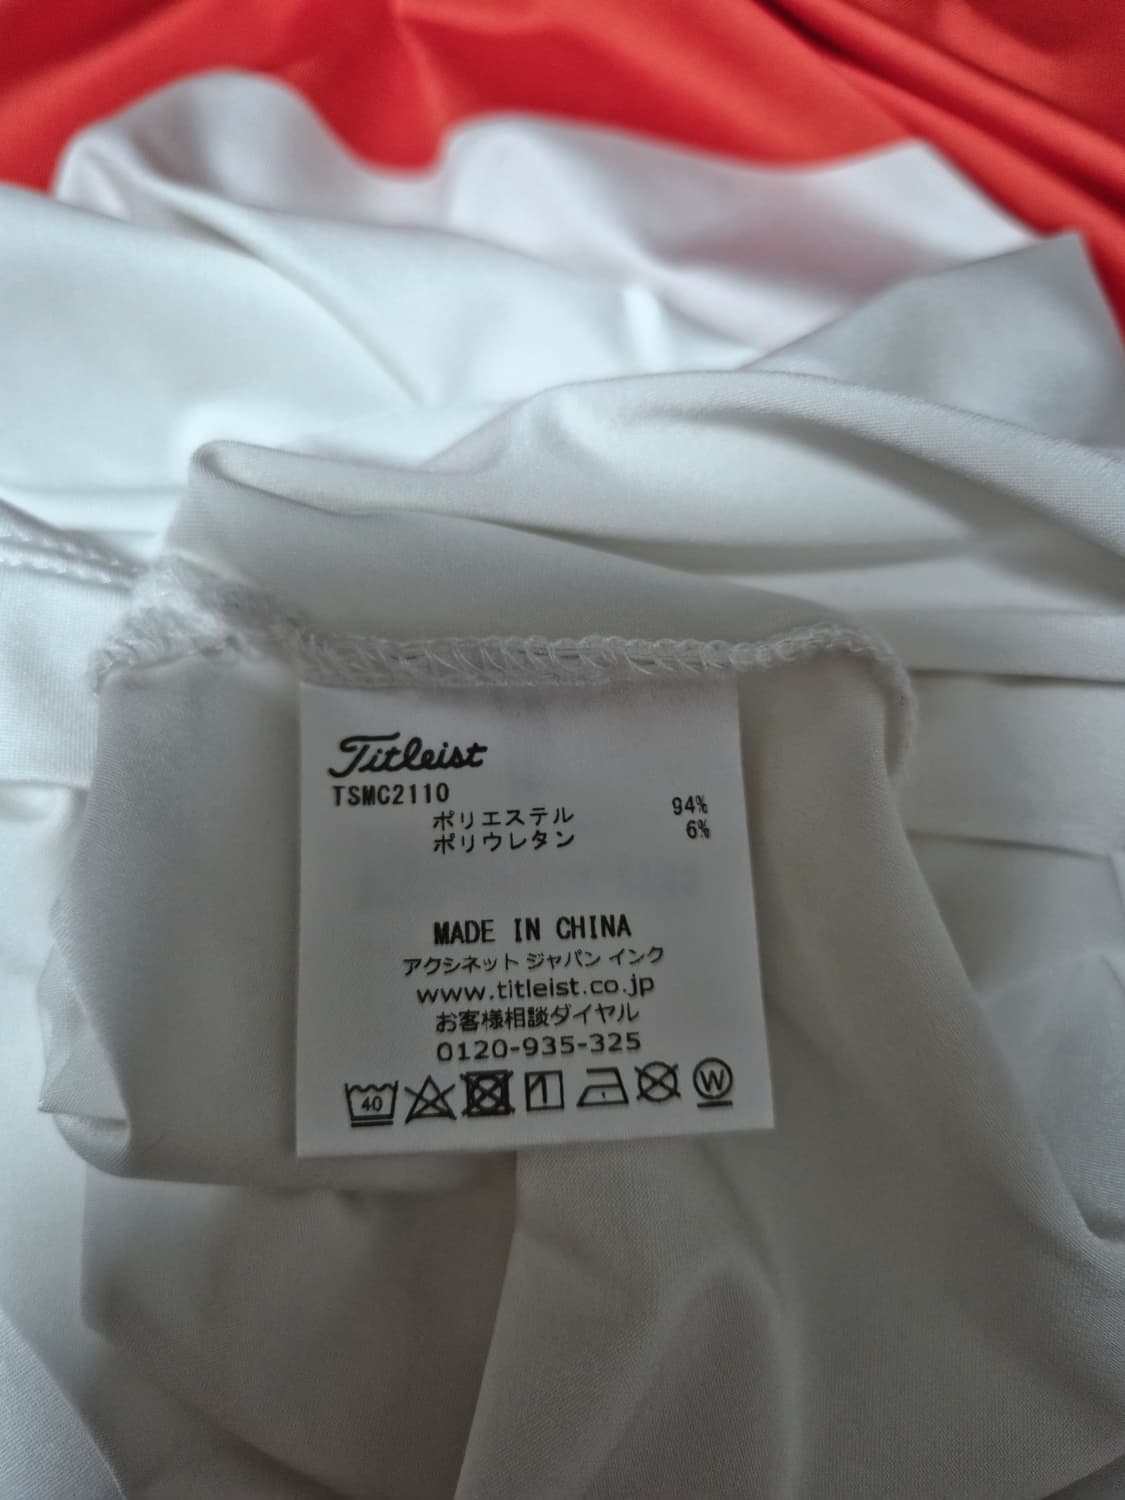 Titleist
TSMC2110
ポリエステル 94%
ポリウレタン 6%
MADE IN CHINA
アクシネット ジャパン インク
www.titleist.co.jp
お客様相談ダイヤル
0120-935-325
40 W